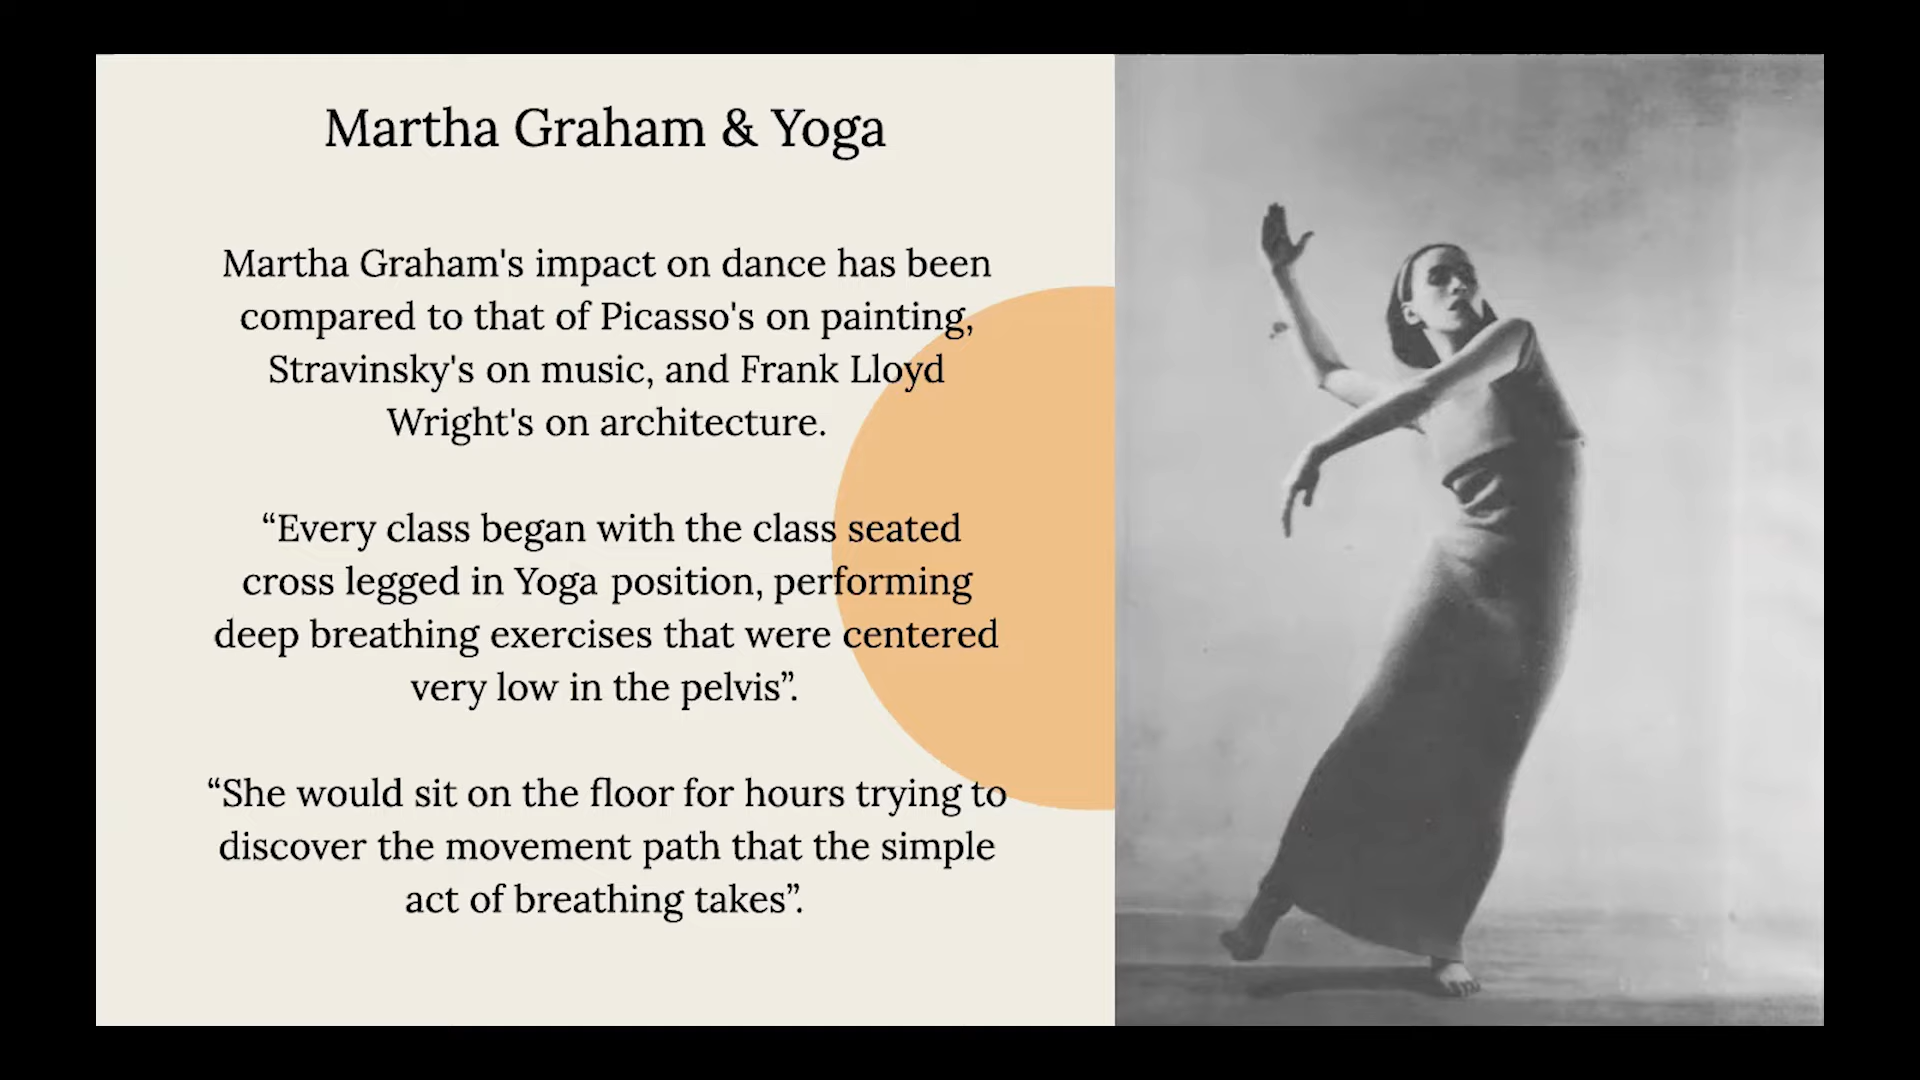 Martha Graham & Yoga
Martha Graham's impact on dance has been
compared to that of Picasso's on painting,
Stravinsky's on music, and Frank Lloyd
Wright's on architecture.
“Every class began with the class seated
cross legged in Yoga position, performing
deep breathing exercises that were centered
very low in the pelvis”.
“She would sit on the floor for hours trying to
discover the movement path that the simple
act of breathing takes”.